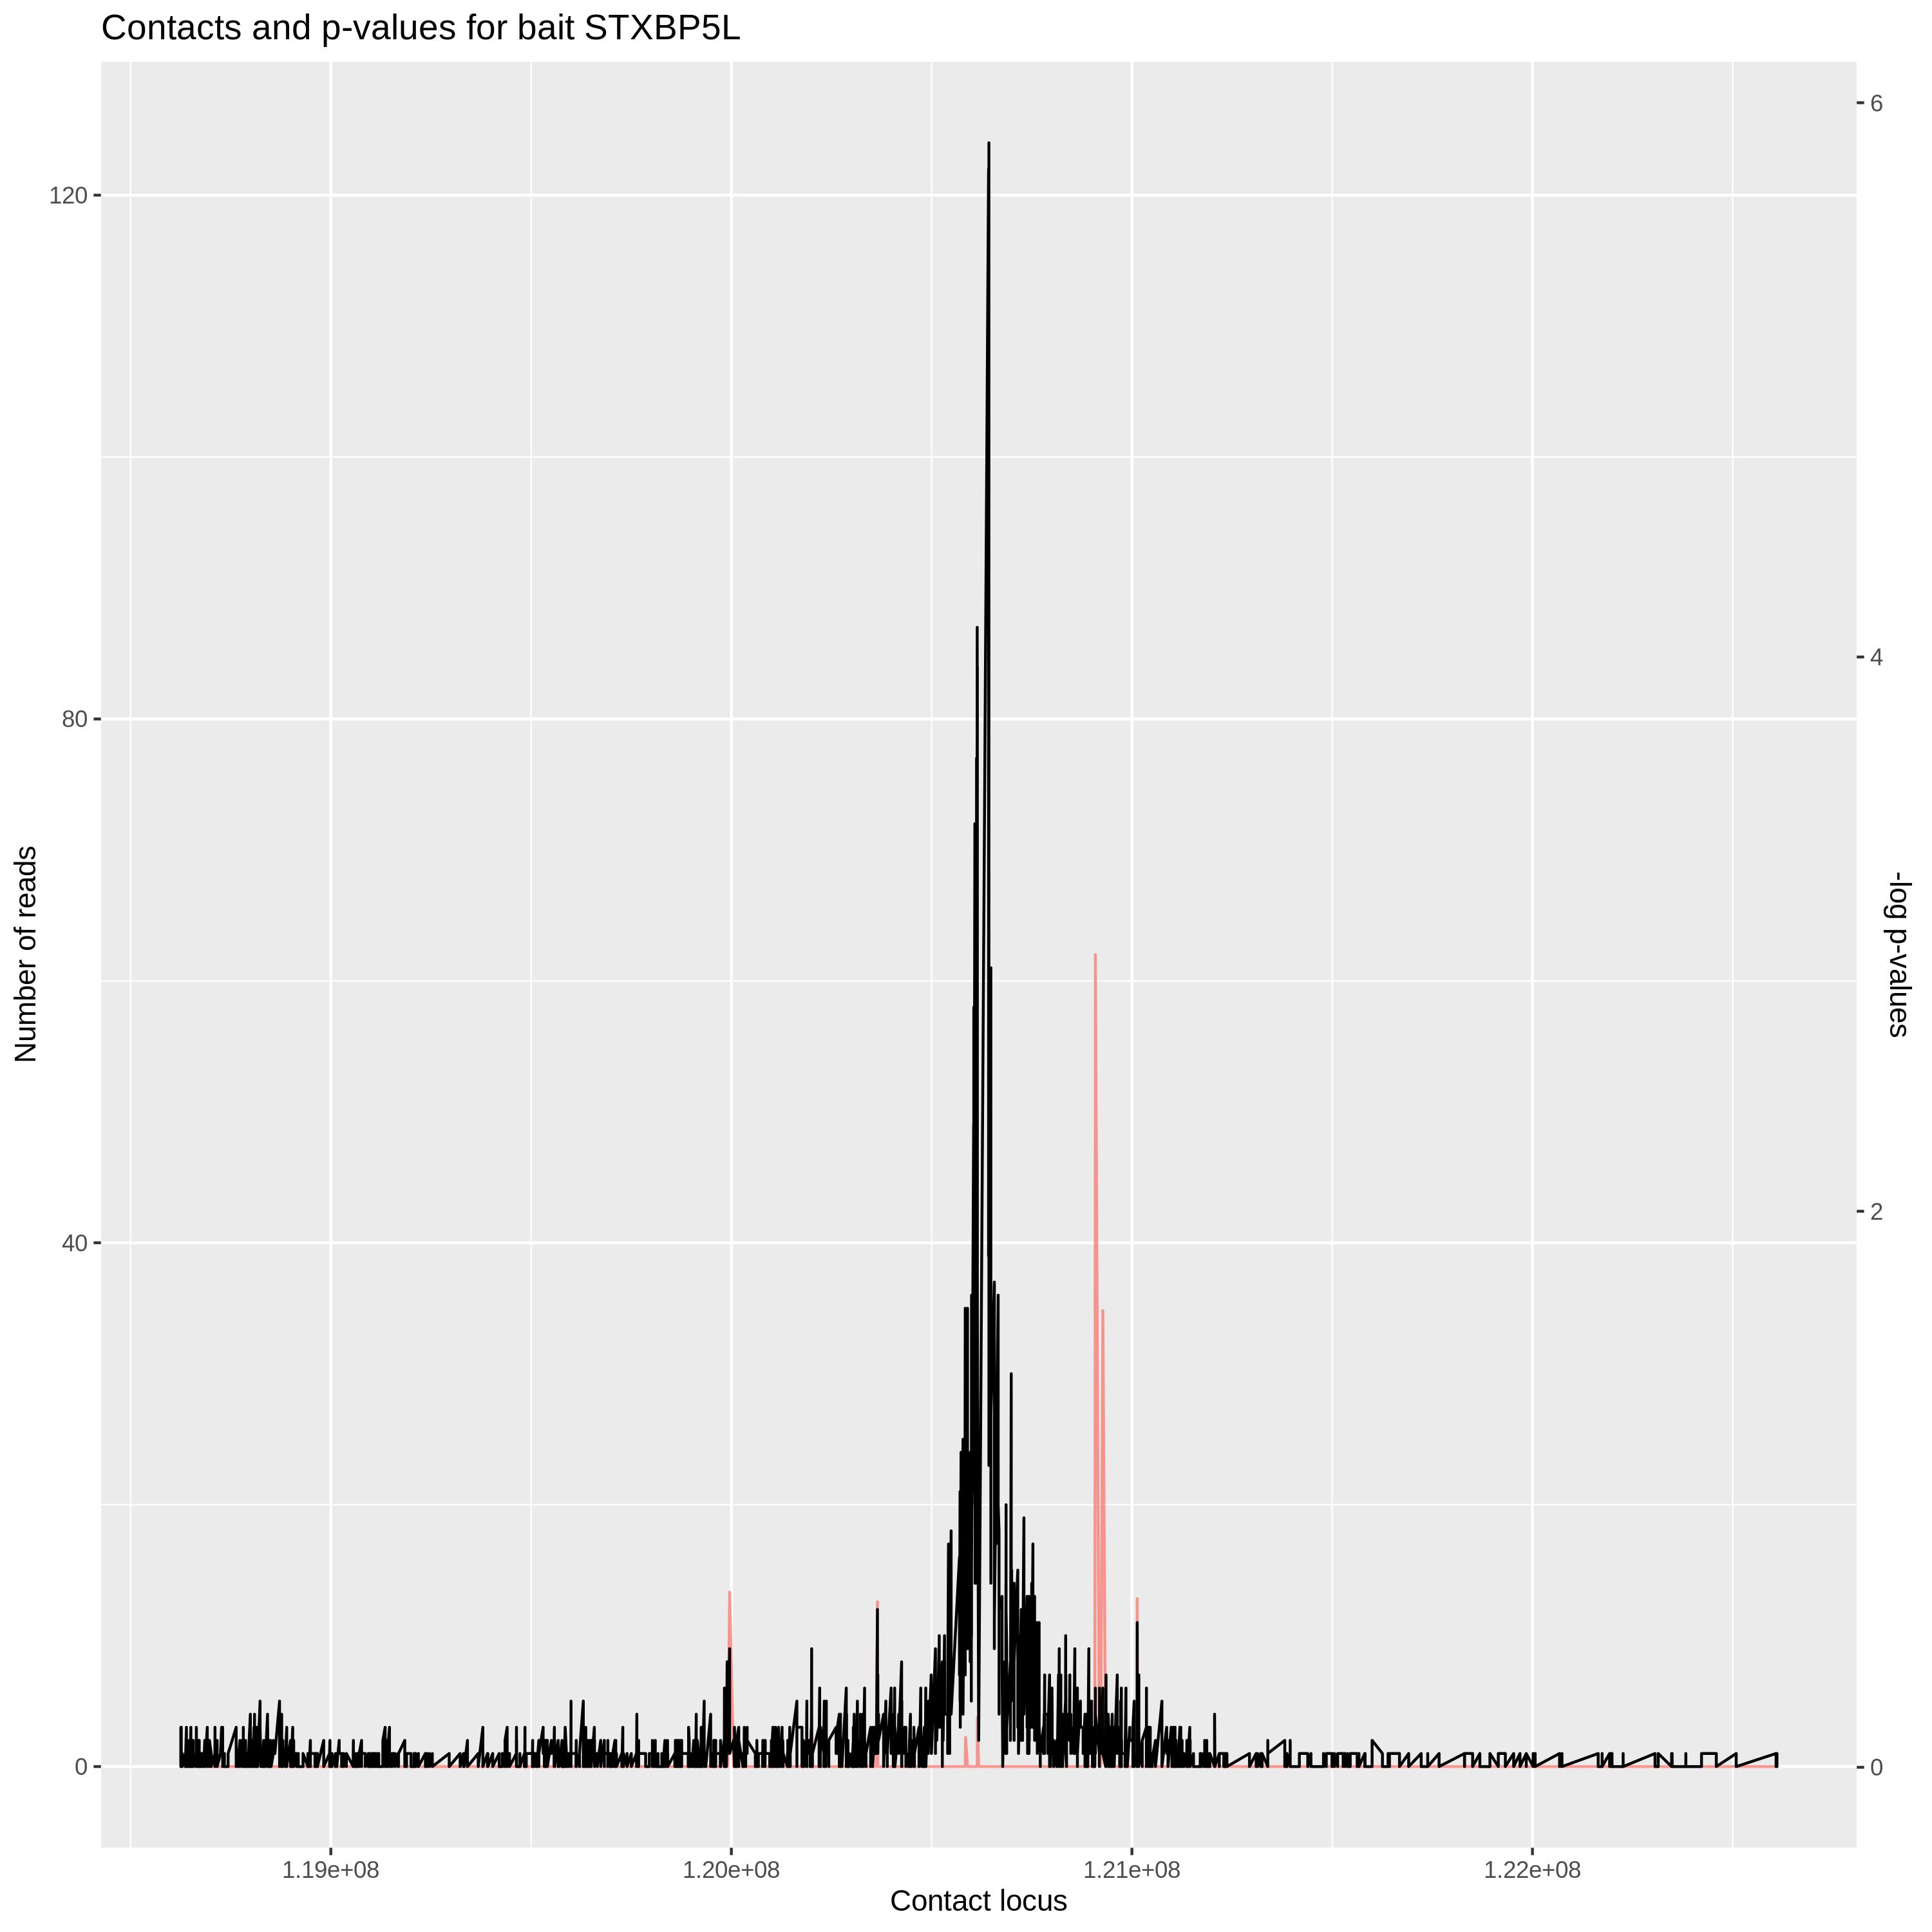 Contacts and p-values for bait STXBP5L
120
80
40
0
Number of reads
6
4
2
0
-log p-values
1.19e+08
1.20e+08
1.21e+08
1.22e+08
Contact locus